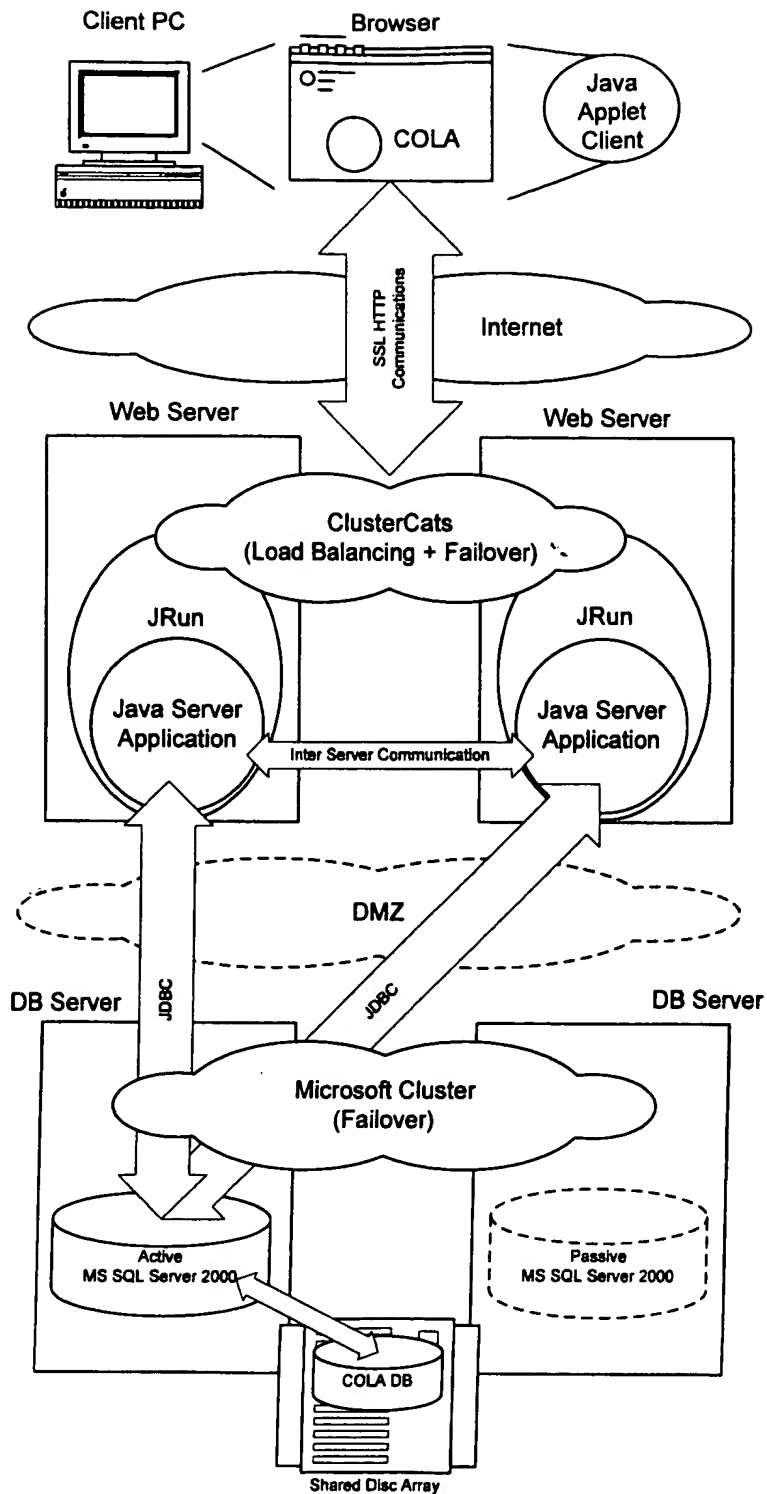 Client PC
Browser
Java
Applet
Client
COLA
SSL HTTP
Communications
Internet
Web Server
Web Server
ClusterCats
(Load Balancing + Failover)
JRun
JRun
Java Server
Application
Java Server
Application
Inter Server Communication
DMZ
JDBC
JDBC
DB Server
DB Server
Microsoft Cluster
(Failover)
Active
MS SQL Server 2000
Passive
MS SQL Server 2000
COLA DB
Shared Disc Array